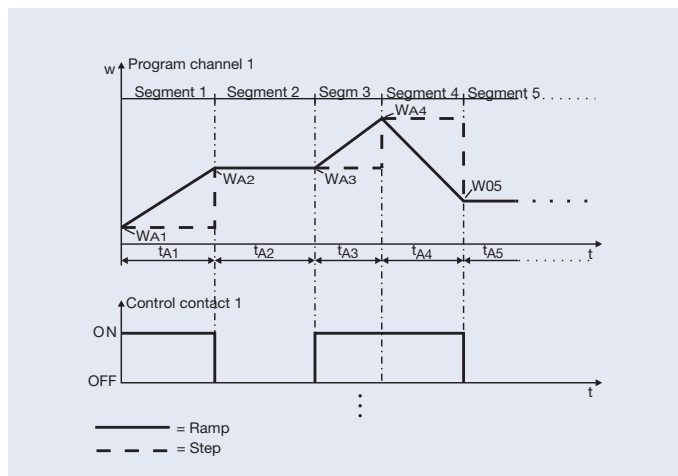 w Program channel 1
Segment 1 Segment 2 Segm 3 Segment 4 Segment 5
WA4
WA2 WA3
W05
WA1
tA1 tA2 tA3 tA4 tA5 t
Control contact 1
ON
OFF
t
= Ramp
= Step